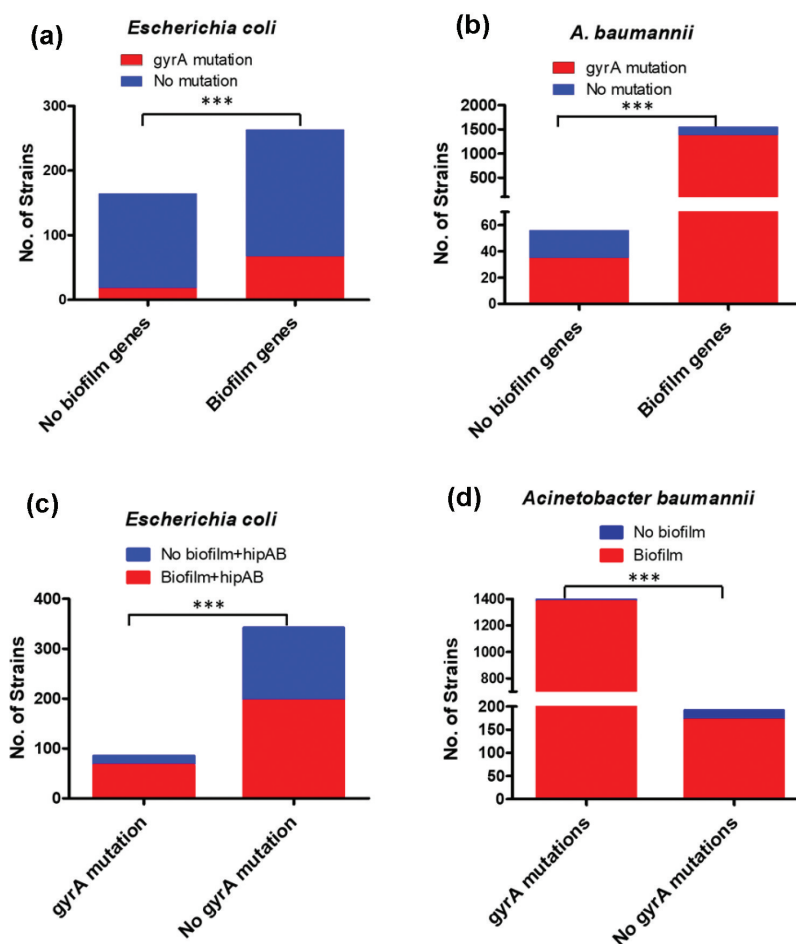 (a)
Escherichia coli
gyrA mutation
No mutation
***
300
200
100
0
No. of Strains
No biofilm genes
Biofilm genes
(b)
A. baumannii
gyrA mutation
No mutation
***
2000
1500
1000
500
60
40
20
0
No. of Strains
No biofilm genes
Biofilm genes
(c)
Escherichia coli
No biofilm+hipAB
Biofilm+hipAB
***
400
300
200
100
0
No. of Strains
gyrA mutation
No gyrA mutation
(d)
Acinetobacter baumannii
No biofilm
Biofilm
***
1400
1200
1000
800
200
150
100
50
0
No. of Strains
gyrA mutations
No gyrA mutations